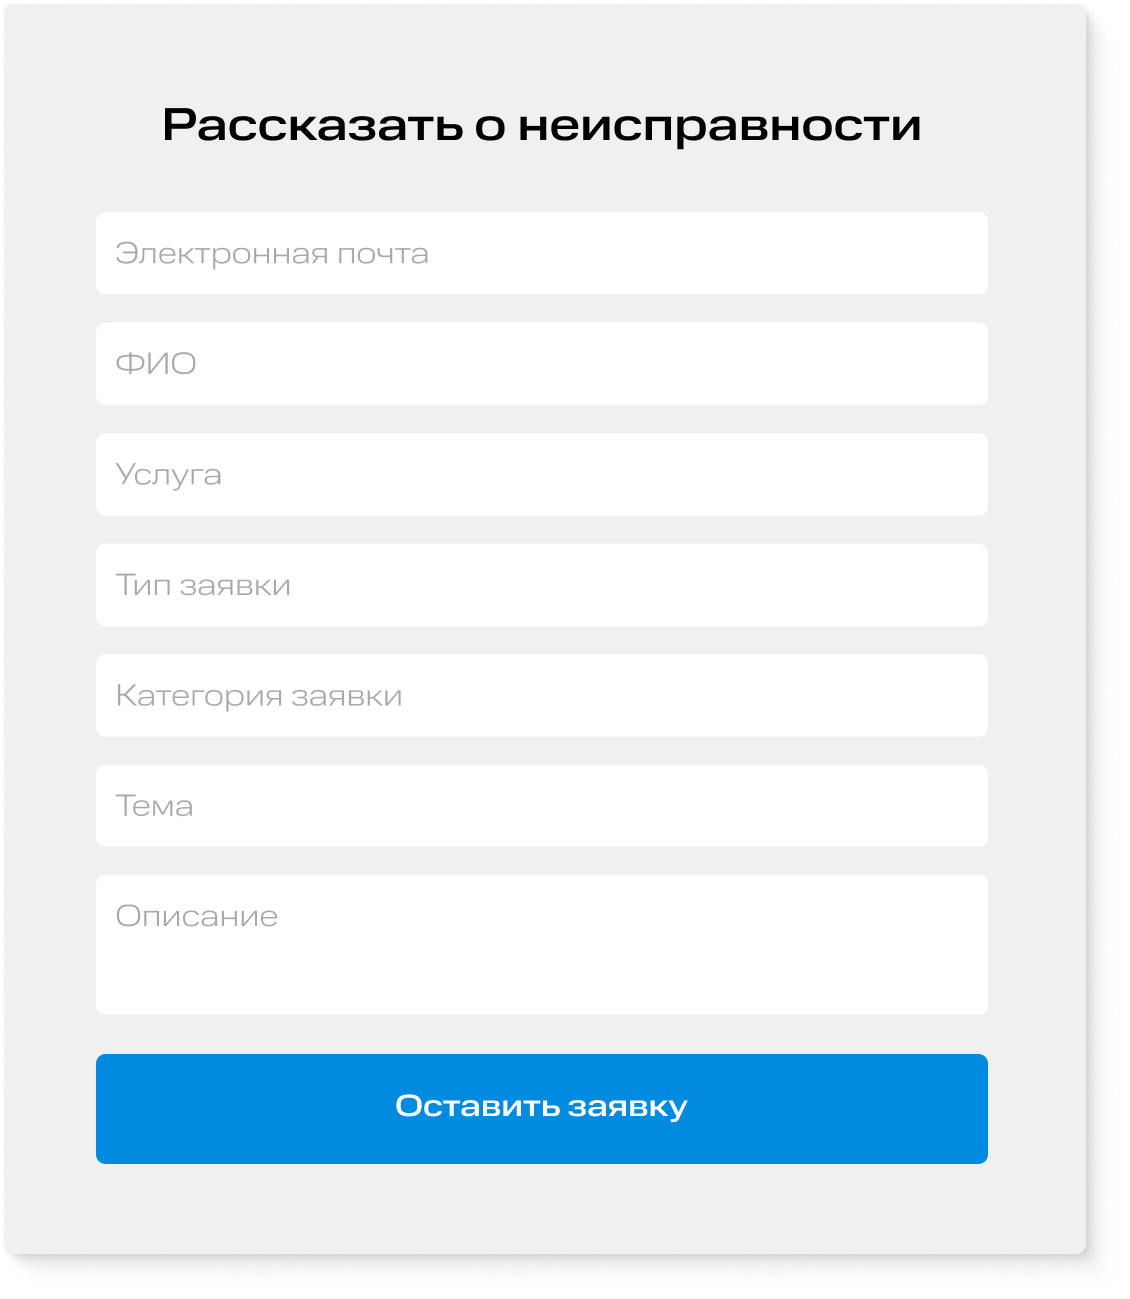 Рассказать о неисправности
Электронная почта
ФИО
Услуга
Тип заявки
Категория заявки
Тема
Описание
Оставить заявку